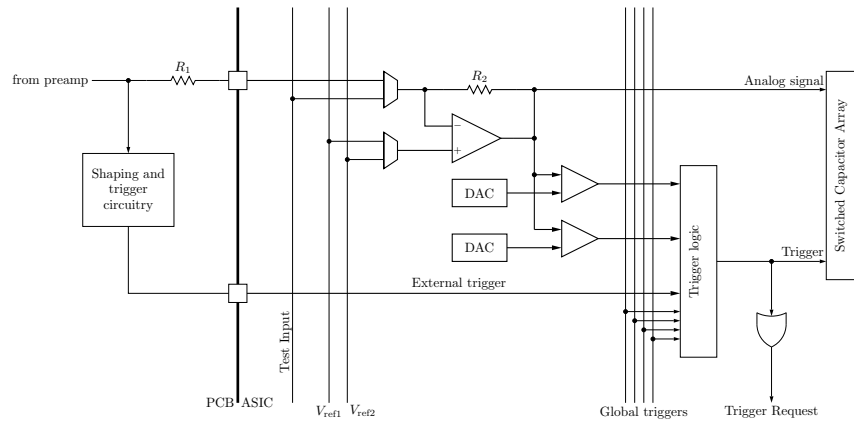 from preamp
R1
R2
Analog signal
Switched Capacitor Array
−
+
Shaping and
trigger
circuitry
DAC
DAC
Trigger logic
Trigger
External trigger
Test Input
PCB ASIC
Vref1 Vref2
Global triggers
Trigger Request